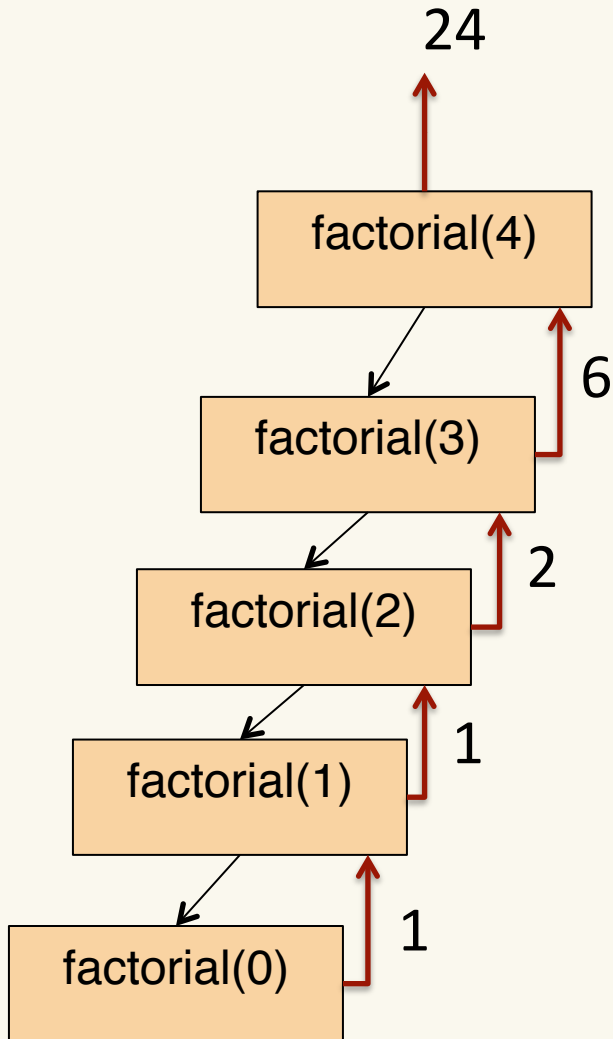 24
factorial(4)
6
factorial(3)
2
factorial(2)
1
factorial(1)
1
factorial(0)